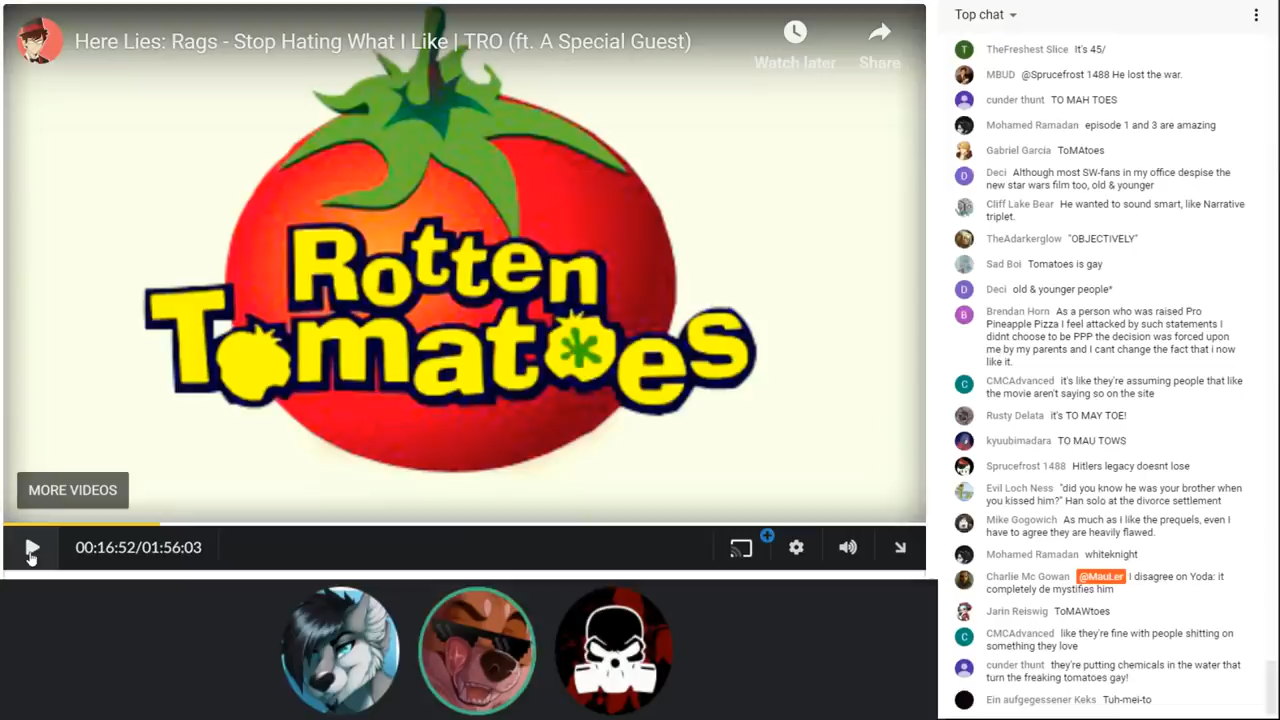 Here Lies: Rags - Stop Hating What I Like | TRO (ft. A Special Guest)
Watch later
Share
Rotten
Tomatoes
MORE VIDEOS
00:16:52/01:56:03
Top chat
T
TheFreshest Slice It's 45/
MBUD @Sprucefrost 1488 He lost the war.
cunder thunt TO MAH TOES
Mohamed Ramadan episode 1 and 3 are amazing
Gabriel Garcia ToMAtoes
D
Deci Although most SW-fans in my office despise the
new star wars film too, old & younger
Cliff Lake Bear He wanted to sound smart, like Narrative
triplet.
TheAdarkerglow "OBJECTIVELY"
Sad Boi Tomatoes is gay
D
Deci old & younger people*
B
Brendan Horn As a person who was raised Pro
Pineapple Pizza I feel attacked by such statements I
didnt choose to be PPP the decision was forced upon
me by my parents and I cant change the fact that i now
like it.
C
CMCAdvanced it's like they're assuming people that like
the movie aren't saying so on the site
Rusty Delata it's TO MAY TOE!
kyuubimadara TO MAU TOWS
Sprucefrost 1488 Hitlers legacy doesnt lose
Evil Loch Ness "did you know he was your brother when
you kissed him?" Han solo at the divorce settlement
Mike Gogowich As much as I like the prequels, even I
have to agree they are heavily flawed.
Mohamed Ramadan whiteknight
Charlie Mc Gowan @MauLer I disagree on Yoda: it
completely de mystifies him
Jarin Reiswig ToMAWtoes
C
CMCAdvanced like they're fine with people shitting on
something they love
cunder thunt they're putting chemicals in the water that
turn the freaking tomatoes gay!
Ein aufgegessener Keks Tuh-mei-to